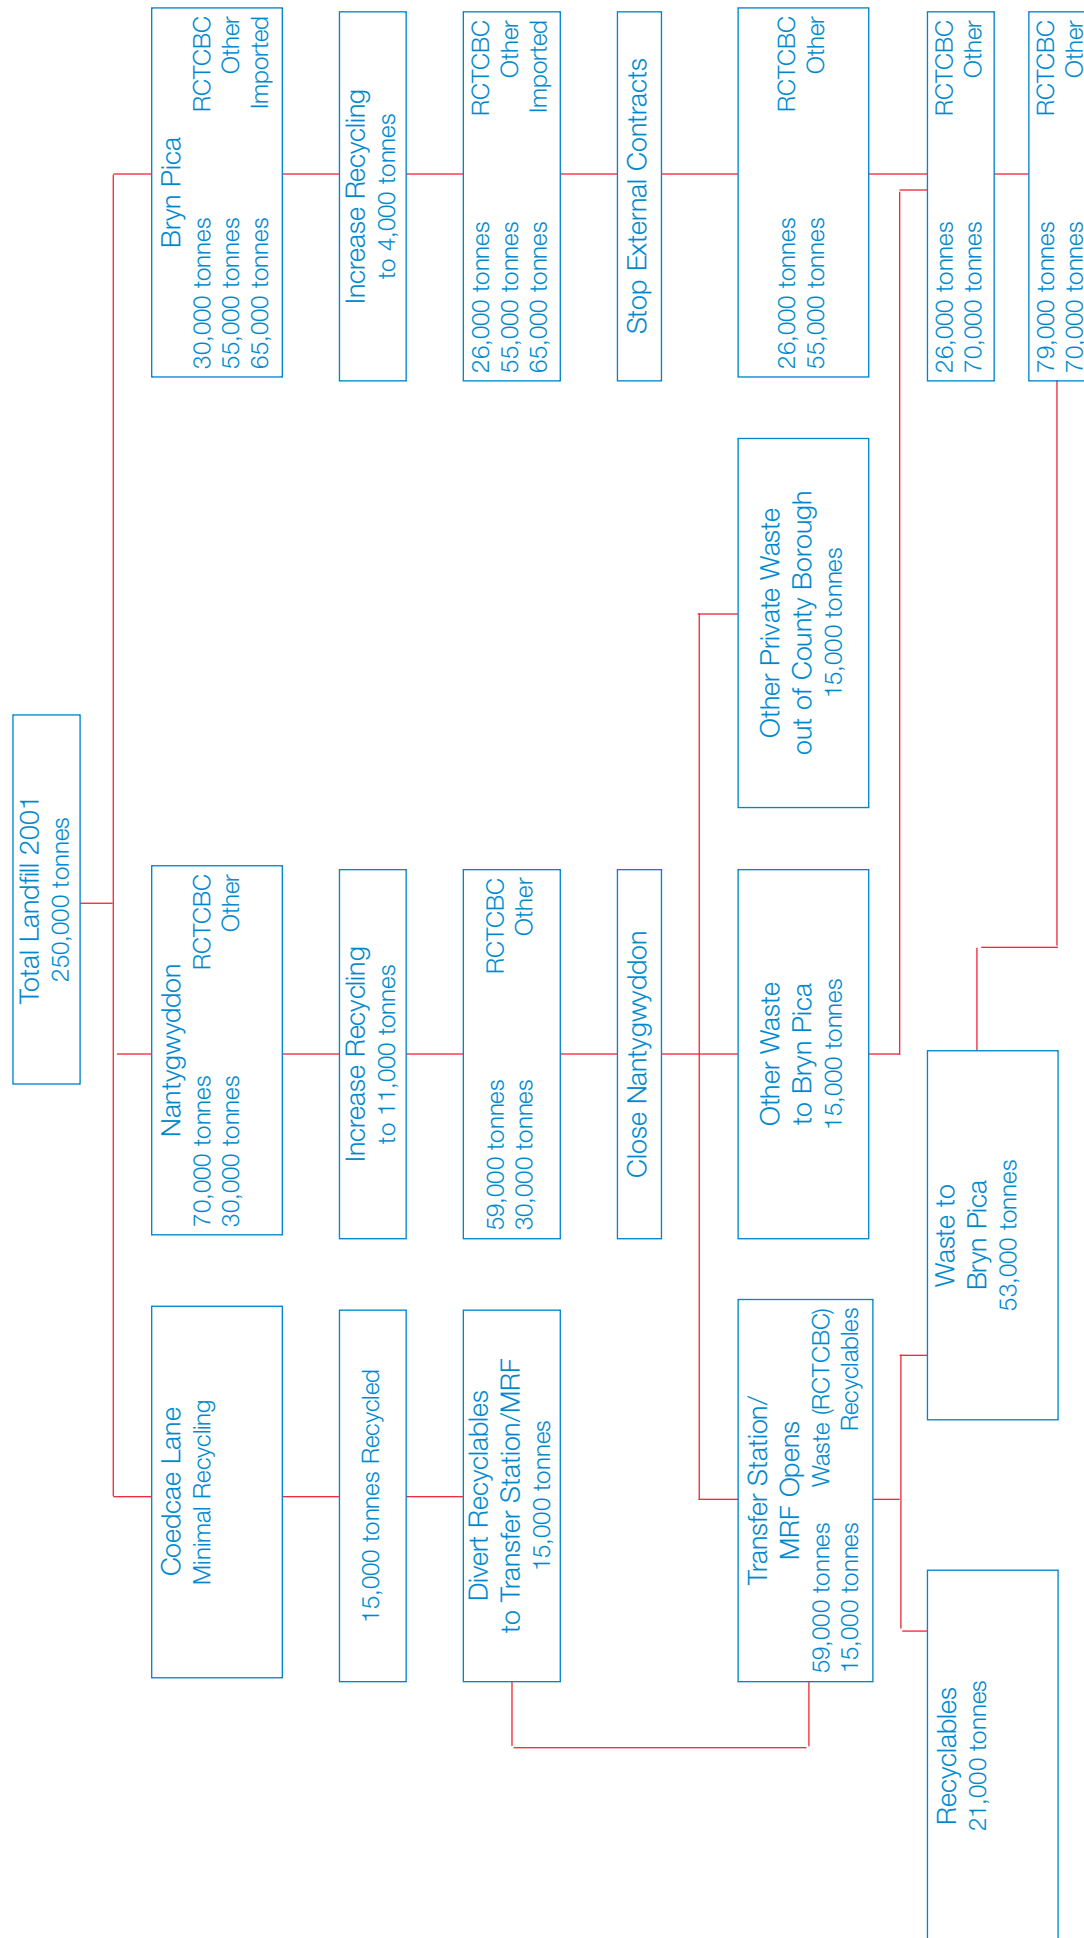 Total Landfill 2001
250,000 tonnes
Coedcae Lane
Minimal Recycling
Nantygwyddon
70,000 tonnes RCTCBC
30,000 tonnes Other
Bryn Pica
30,000 tonnes RCTCBC
55,000 tonnes Other
65,000 tonnes Imported
15,000 tonnes Recycled
Increase Recycling
to 11,000 tonnes
Increase Recycling
to 4,000 tonnes
Divert Recyclables
to Transfer Station/MRF
15,000 tonnes
59,000 tonnes RCTCBC
30,000 tonnes Other
26,000 tonnes RCTCBC
55,000 tonnes Other
65,000 tonnes Imported
Close Nantygwyddon
Stop External Contracts
Transfer Station/
MRF Opens
59,000 tonnes Waste (RCTCBC)
15,000 tonnes Recyclables
Other Waste
to Bryn Pica
15,000 tonnes
Other Private Waste
out of County Borough
15,000 tonnes
26,000 tonnes RCTCBC
55,000 tonnes Other
Recyclables
21,000 tonnes
Waste to
Bryn Pica
53,000 tonnes
26,000 tonnes RCTCBC
70,000 tonnes Other
79,000 tonnes RCTCBC
70,000 tonnes Other